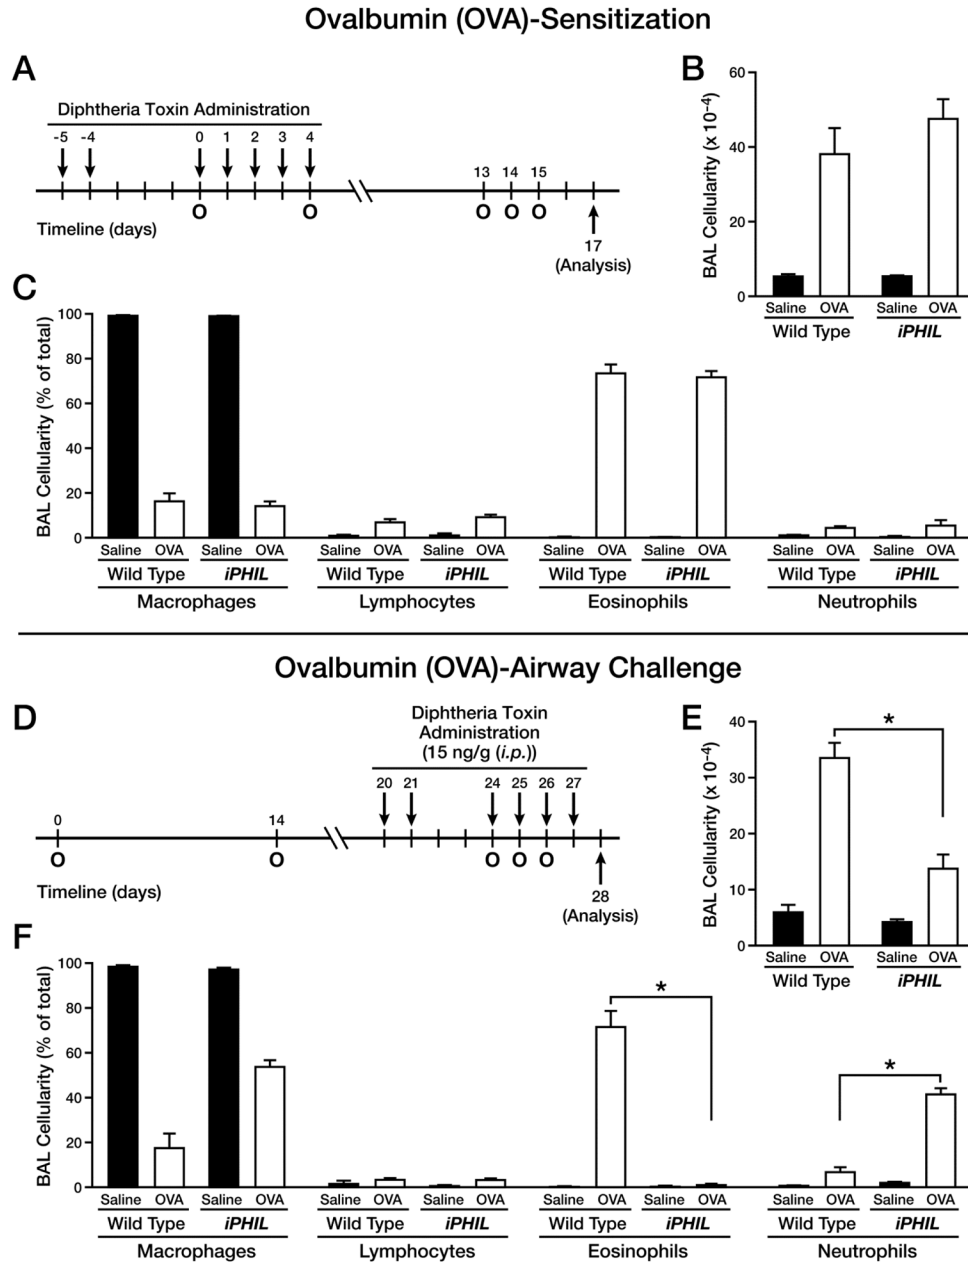 Ovalbumin (OVA)-Sensitization
A
Diphtheria Toxin Administration
-5 -4 0 1 2 3 4
13 14 15
O O O O O
Timeline (days)
17
(Analysis)
B
BAL Cellularity (x 10-4)
60
40
20
0
Saline OVA Saline OVA
Wild Type iPHIL
C
BAL Cellularity (% of total)
100
80
60
40
20
0
Saline OVA Saline OVA Saline OVA Saline OVA Saline OVA Saline OVA Saline OVA Saline OVA
Wild Type iPHIL Wild Type iPHIL Wild Type iPHIL Wild Type iPHIL
Macrophages Lymphocytes Eosinophils Neutrophils
Ovalbumin (OVA)-Airway Challenge
D
Diphtheria Toxin
Administration
(15 ng/g (i.p.))
20 21 24 25 26 27
0 14
O O O O O
Timeline (days)
28
(Analysis)
E
BAL Cellularity (x 10-4)
40
30
20
10
0
*
Saline OVA Saline OVA
Wild Type iPHIL
F
BAL Cellularity (% of total)
100
80
60
40
20
0
* *
Saline OVA Saline OVA Saline OVA Saline OVA Saline OVA Saline OVA Saline OVA Saline OVA
Wild Type iPHIL Wild Type iPHIL Wild Type iPHIL Wild Type iPHIL
Macrophages Lymphocytes Eosinophils Neutrophils